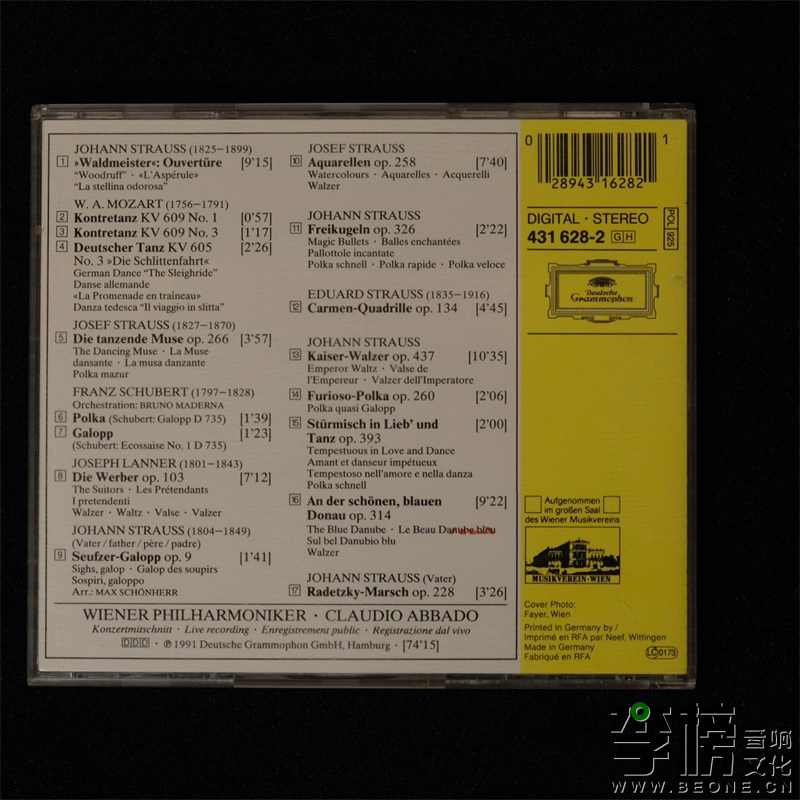 JOHANN STRAUSS (1825-1899)
1 »Waldmeister«: Ouvertüre [9'15]
"Woodruff" · «L'Aspérule»
"La stellina odorosa"
W. A. MOZART (1756-1791)
2 Kontretanz KV 609 No. 1 [0'57]
3 Kontretanz KV 609 No. 3 [1'17]
4 Deutscher Tanz KV 605 [2'26]
No. 3 »Die Schlittenfahrt«
German Dance "The Sleighride"
Danse allemande
«La Promenade en traîneau»
Danza tedesca "Il viaggio in slitta"
JOSEF STRAUSS (1827-1870)
5 Die tanzende Muse op. 266 [3'57]
The Dancing Muse · La Muse
dansante · La musa danzante
Polka mazur
FRANZ SCHUBERT (1797-1828)
Orchestration: BRUNO MADERNA
6 Polka (Schubert: Galopp D 735) [1'39]
7 Galopp [1'23]
(Schubert: Ecossaise No. 1 D 735)
JOSEPH LANNER (1801-1843)
8 Die Werber op. 103 [7'12]
The Suitors · Les Prétendants
I pretendenti
Walzer · Waltz · Valse · Valzer
JOHANN STRAUSS (1804-1849)
(Vater / father / père / padre)
9 Seufzer-Galopp op. 9 [1'41]
Sighs, galop · Galop des soupirs
Sospiri, galoppo
Arr.: MAX SCHÖNHERR
JOSEF STRAUSS
10 Aquarellen op. 258 [7'40]
Watercolours · Aquarelles · Acquerelli
Walzer
JOHANN STRAUSS
11 Freikugeln op. 326 [2'22]
Magic Bullets · Balles enchantées
Pallottole incantate
Polka schnell · Polka rapide · Polka veloce
EDUARD STRAUSS (1835-1916)
12 Carmen-Quadrille op. 134 [4'45]
JOHANN STRAUSS
13 Kaiser-Walzer op. 437 [10'35]
Emperor Waltz · Valse de
l'Empereur · Valzer dell'Imperatore
14 Furioso-Polka op. 260 [2'06]
Polka quasi Galopp
15 Stürmisch in Lieb' und [2'00]
Tanz op. 393
Tempestuous in Love and Dance
Amant et danseur impétueux
Tempestoso nell'amore e nella danza
Polka schnell
16 An der schönen, blauen [9'22]
Donau op. 314
The Blue Danube · Le Beau Danube bleu
Sul bel Danubio blu
Walzer
JOHANN STRAUSS (Vater)
17 Radetzky-Marsch op. 228 [3'26]
WIENER PHILHARMONIKER · CLAUDIO ABBADO
Konzertmitschnitt · Live recording · Enregistrement public · Registrazione dal vivo
DDD · ℗ 1991 Deutsche Grammophon GmbH, Hamburg · [74'15]
0 28943 16282 1
DIGITAL · STEREO
431 628-2 GH
POL 925
Deutsche
Grammophon
Aufgenommen
im großen Saal
des Wiener Musikvereins
MUSIKVEREIN·WIEN
Cover Photo:
Fayer, Wien
Printed in Germany by /
Imprimé en RFA par Neef, Wittingen
Made in Germany
Fabriqué en RFA
LC 0173
榜音响
文化
WWW.BEONE.CN